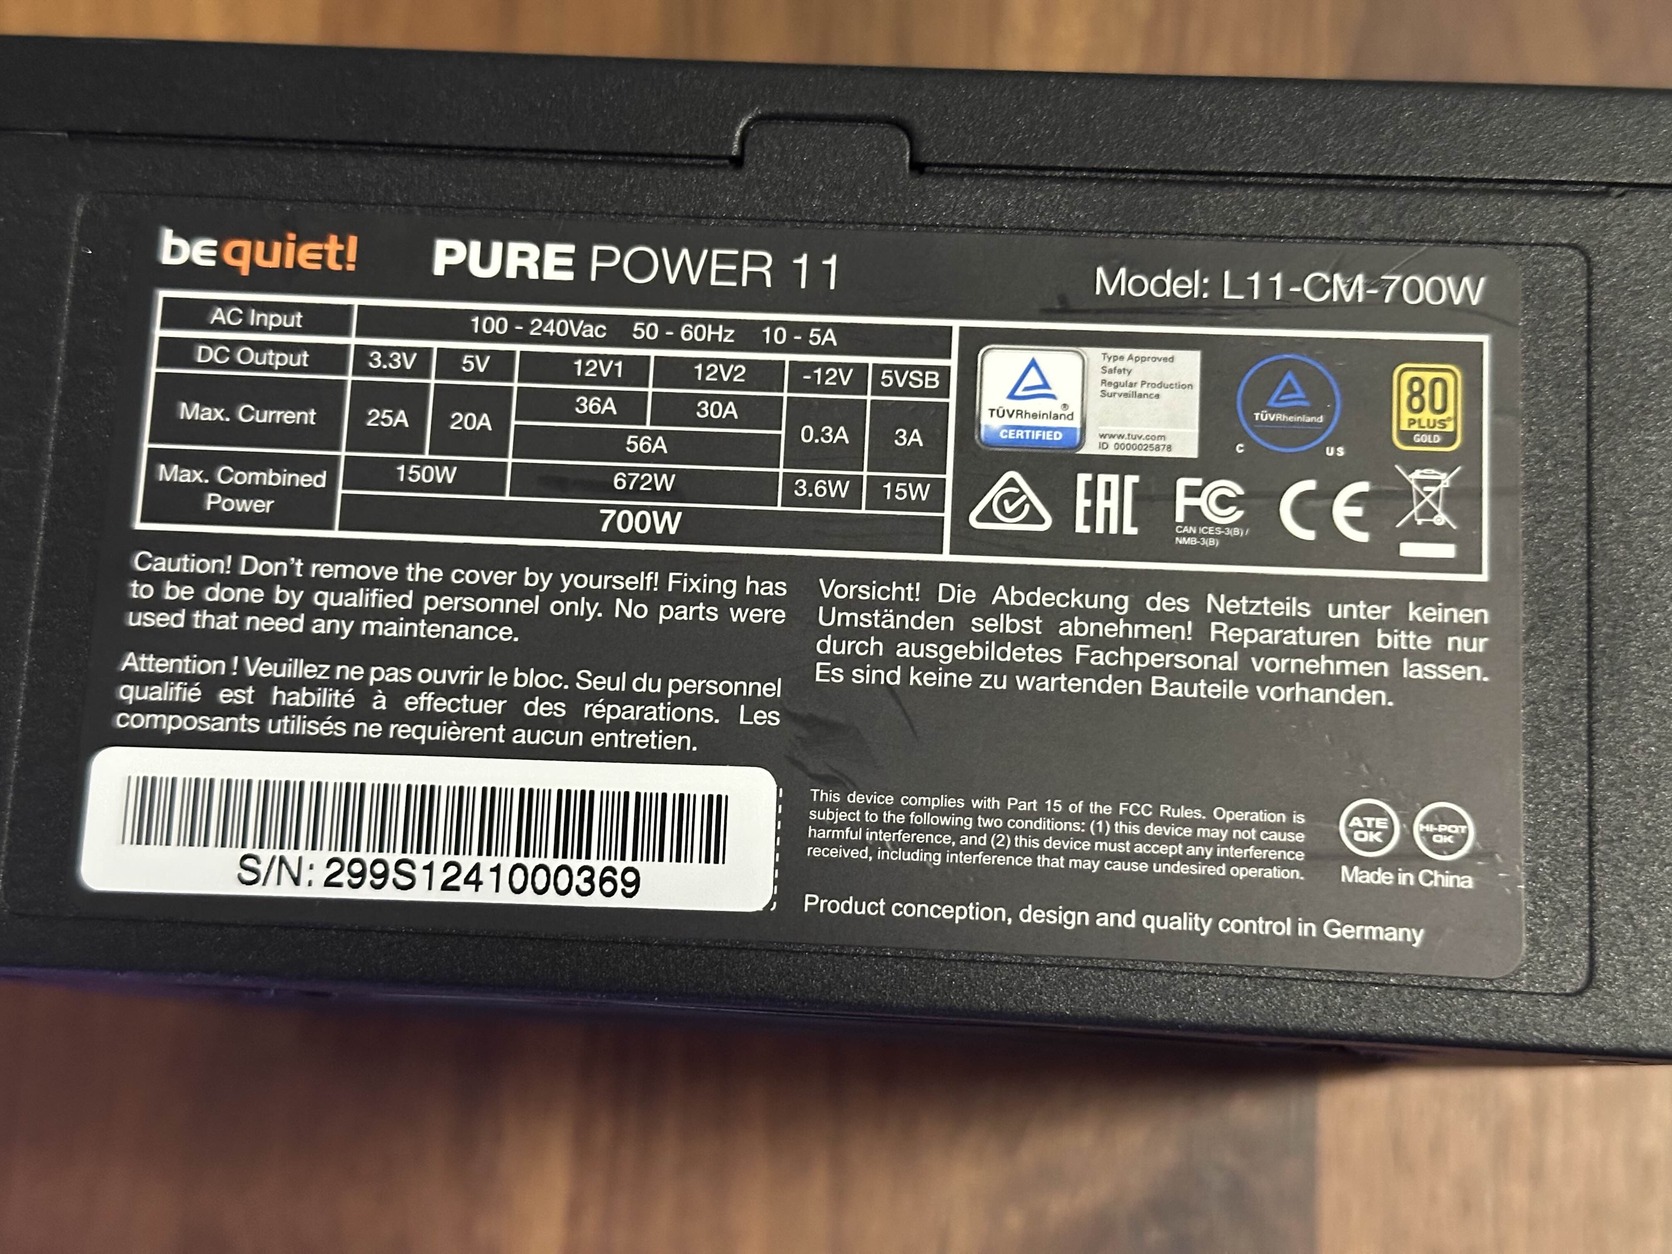 be quiet! PURE POWER 11 Model: L11-CM-700W
AC Input 100 - 240Vac 50 - 60Hz 10 - 5A
DC Output 3.3V 5V 12V1 12V2 -12V 5VSB
Max. Current 25A 20A 36A 30A 0.3A 3A
56A
Max. Combined Power 150W 672W 3.6W 15W
700W
TÜVRheinland®
CERTIFIED
Type Approved
Safety
Regular Production
Surveillance
www.tuv.com
ID 0000025878
TÜVRheinland
C US
80
PLUS®
GOLD
EAC FC CE
CAN ICES-3(B) /
NMB-3(B)
Caution! Don't remove the cover by yourself! Fixing has
to be done by qualified personnel only. No parts were
used that need any maintenance.
Attention ! Veuillez ne pas ouvrir le bloc. Seul du personnel
qualifié est habilité à effectuer des réparations. Les
composants utilisés ne requièrent aucun entretien.
Vorsicht! Die Abdeckung des Netzteils unter keinen
Umständen selbst abnehmen! Reparaturen bitte nur
durch ausgebildetes Fachpersonal vornehmen lassen.
Es sind keine zu wartenden Bauteile vorhanden.
S/N: 299S1241000369
This device complies with Part 15 of the FCC Rules. Operation is
subject to the following two conditions: (1) this device may not cause
harmful interference, and (2) this device must accept any interference
received, including interference that may cause undesired operation.
ATE
OK
HI-POT
OK
Made in China
Product conception, design and quality control in Germany